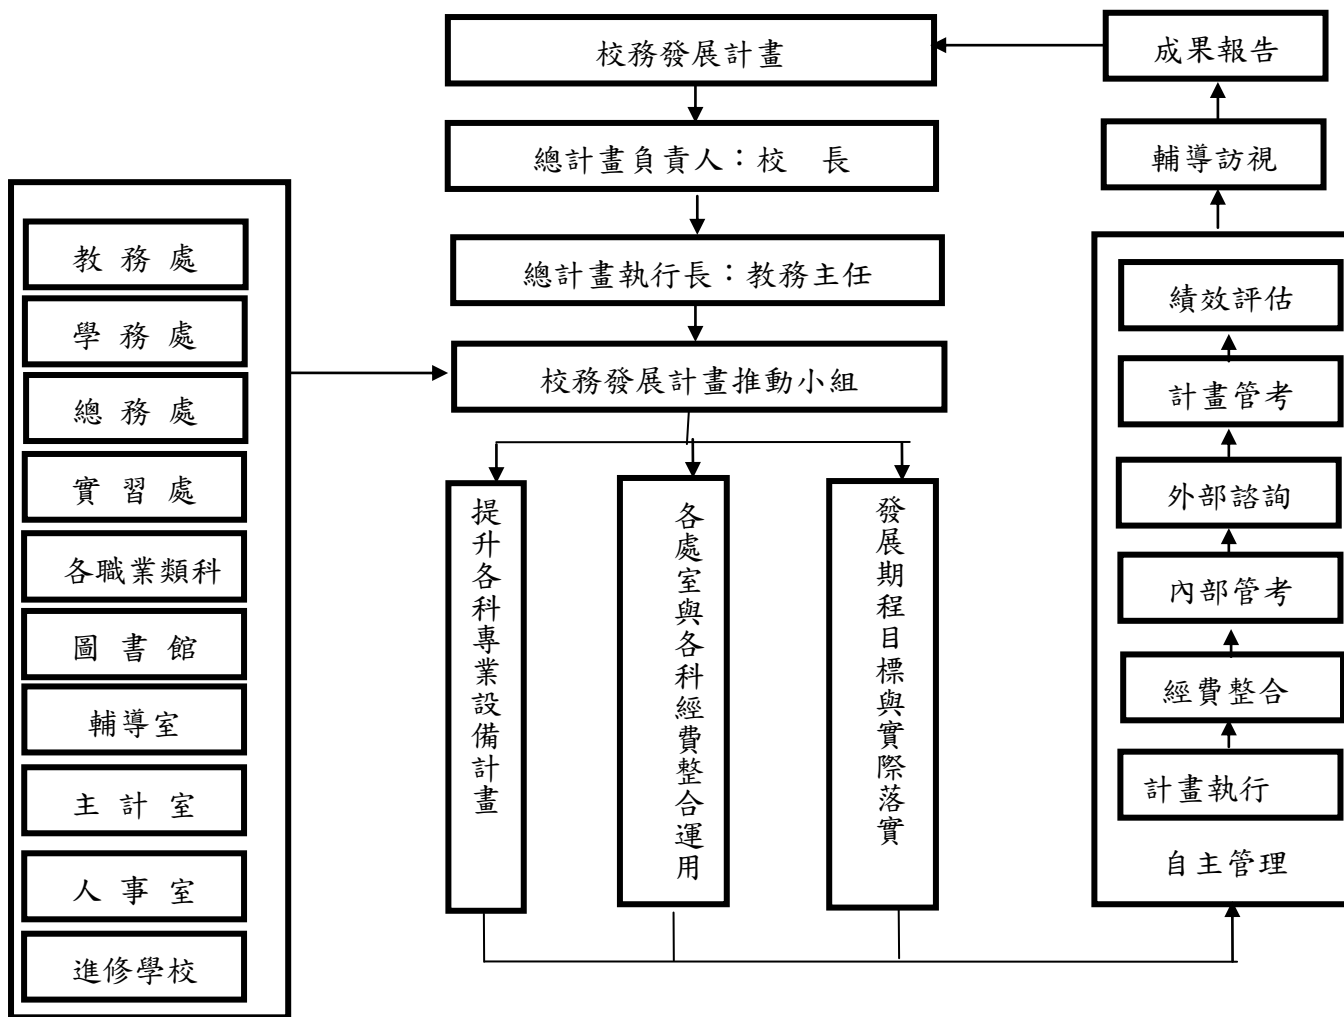 校務發展計畫
總計畫負責人：校　長
總計畫執行長：教務主任
校務發展計畫推動小組
教 務 處
學 務 處
總 務 處
實 習 處
各職業類科
圖 書 館
輔導室
主 計 室
人 事 室
進修學校
提升各科專業設備計畫
各處室與各科經費整合運用
發展期程目標與實際落實
成果報告
輔導訪視
績效評估
計畫管考
外部諮詢
內部管考
經費整合
計畫執行
自主管理